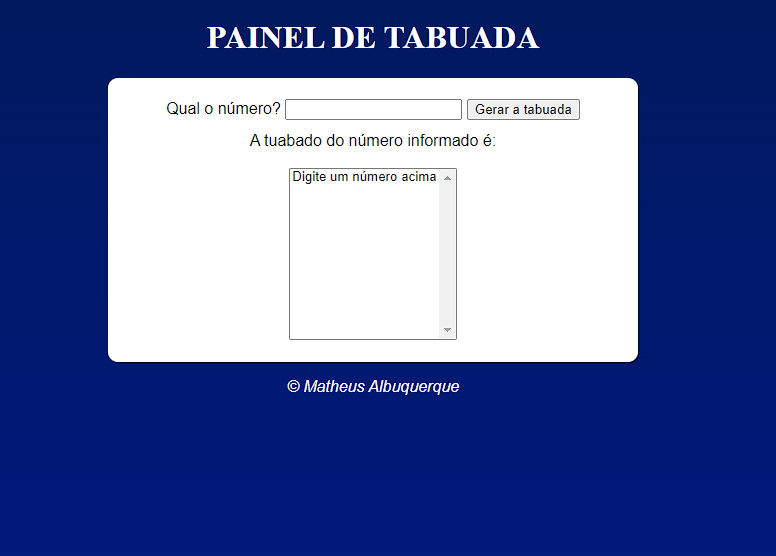 PAINEL DE TABUADA
Qual o número? Gerar a tabuada
A tuabado do número informado é:
Digite um número acima
© Matheus Albuquerque